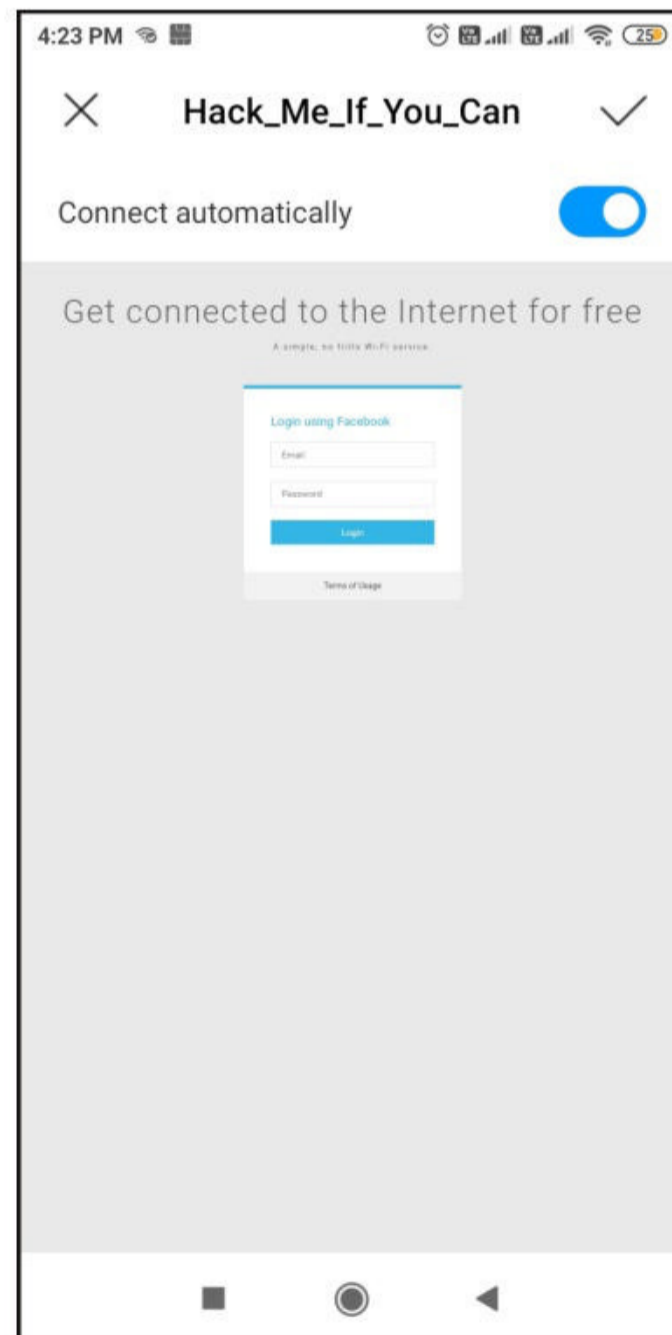 4:23 PM 25
Hack_Me_If_You_Can
Connect automatically
Get connected to the Internet for free
A simple, no frills Wi-Fi service.
Login using Facebook
Email
Password
Login
Terms of Usage